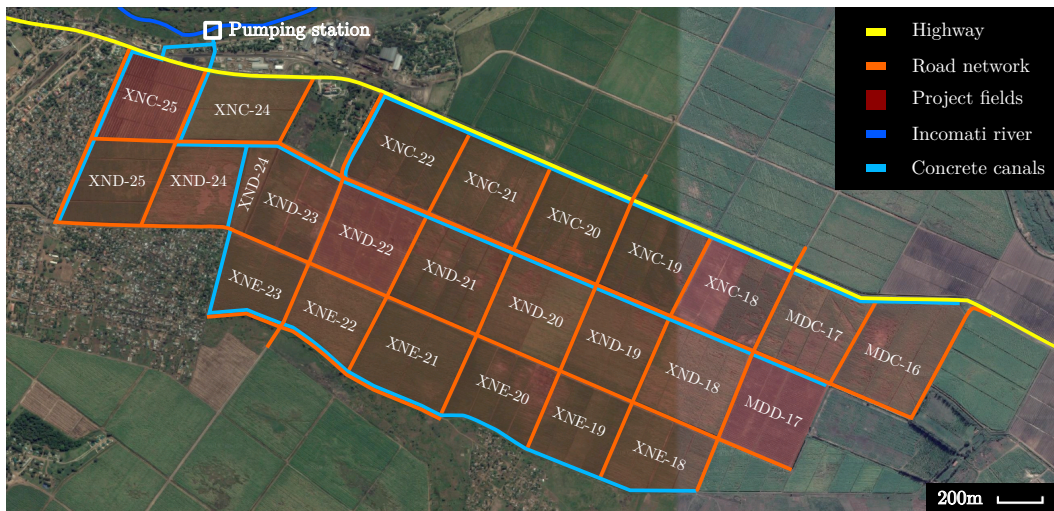 Pumping station
Highway
Road network
Project fields
Incomati river
Concrete canals
XNC-25
XNC-24
XNC-22
XNC-21
XNC-20
XNC-19
XNC-18
MDC-17
MDC-16
XND-25
XND-24
XND-24
XND-23
XND-22
XND-21
XND-20
XND-19
XND-18
MDD-17
XNE-23
XNE-22
XNE-21
XNE-20
XNE-19
XNE-18
200m